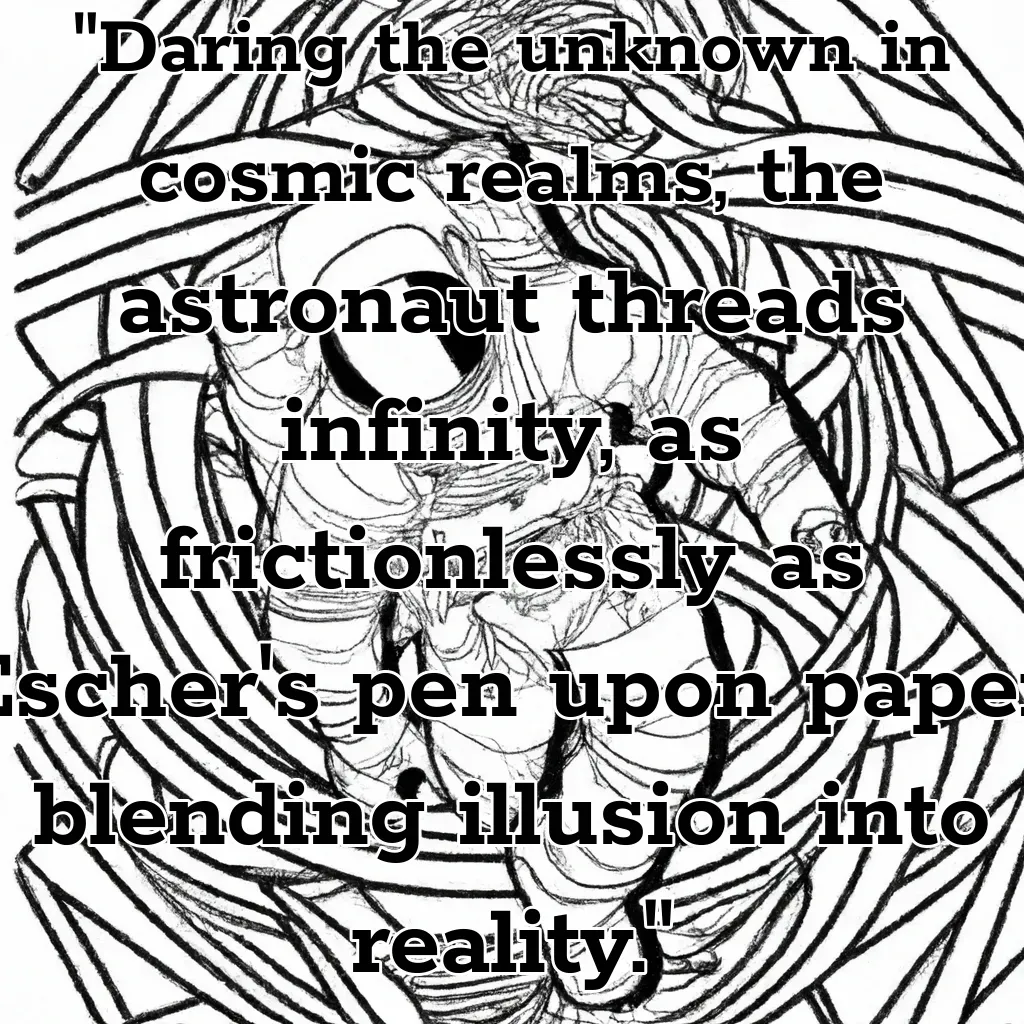 "Daring the unknown in
cosmic realms, the
astronaut threads
infinity, as
frictionlessly as
Escher's pen upon paper
blending illusion into
reality."